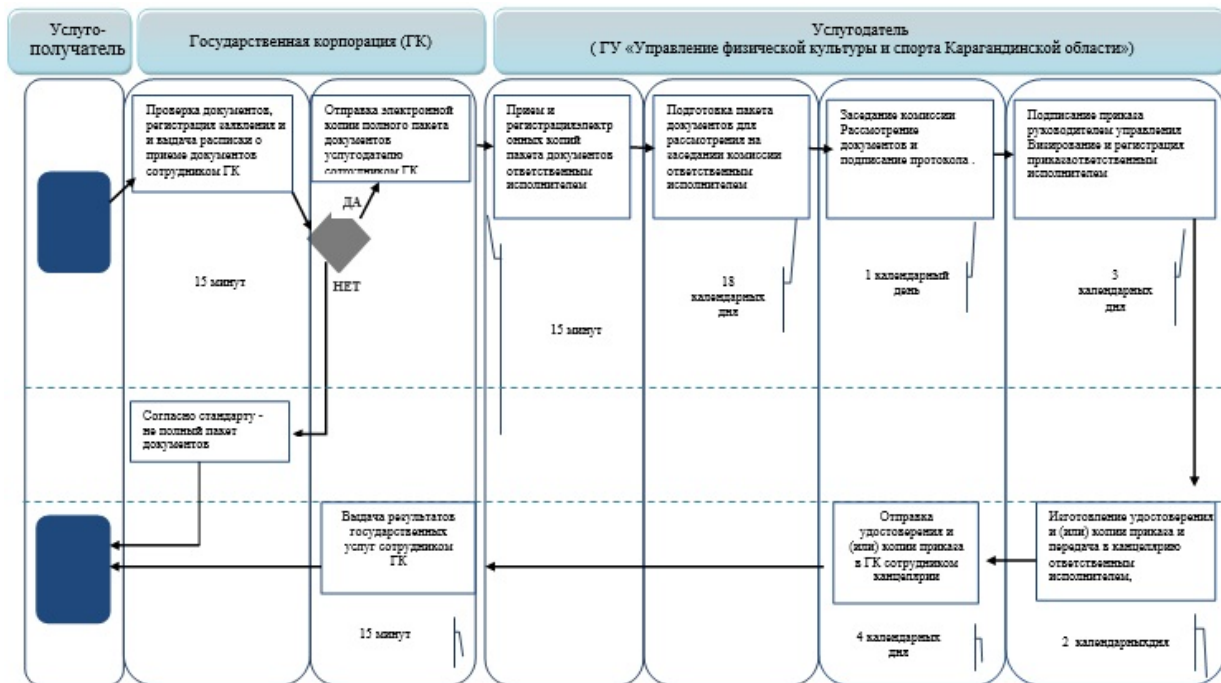 Услуго-
получатель
Государственная корпорация (ГК)
Услугодатель
( ГУ «Управление физической культуры и спорта Карагандинской области»)
Проверка документов,
регистрация заявления и
и выдача расписки о
приеме документов
сотрудником ГК
Отправка электронной
копии полного пакета
документов
услугодателю
сотрудником ГК
Прием и
регистрацияэлектр
онных копий
пакета документов
ответственным
исполнителем
Подготовка пакета
документов для
рассмотрения на
заседании комиссии
ответственным
исполнителем
Заседание комиссии
Рассмотрение
документов и
подписание протокола .
Подписание приказа
руководителем управления
Визирование и регистрация
приказаответственным
исполнителем
ДА
НЕТ
15 минут
15 минут
18
календарных
дня
1 календарный
день
3
календарных
дня
Согласно стандарту -
не полный пакет
документов
Выдача результатов
государственных
услуг сотрудником
ГК
Отправка
удостоверения и
(или) копии приказа
в ГК сотрудником
канцелярии
Изготовление удостоверения
и (или) копии приказа и
передача в канцелярию
ответственным
исполнителем,
15 минут
4 календарных
дня
2 календарныхдня